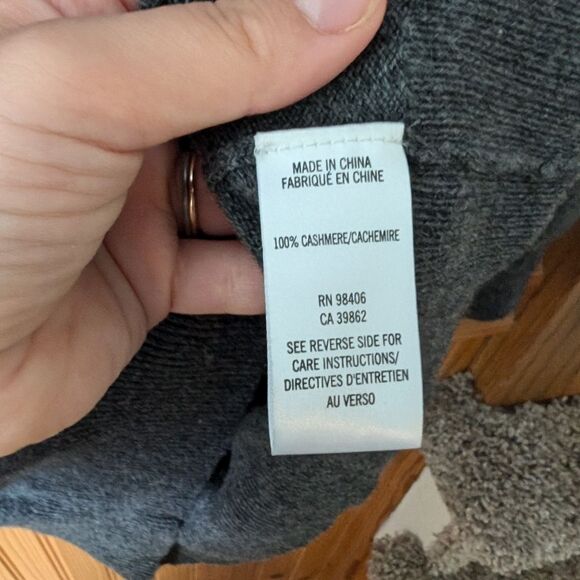 MADE IN CHINA
FABRIQUÉ EN CHINE
100% CASHMERE/CACHEMIRE
RN 98406
CA 39862
SEE REVERSE SIDE FOR
CARE INSTRUCTIONS/
DIRECTIVES D'ENTRETIEN
AU VERSO